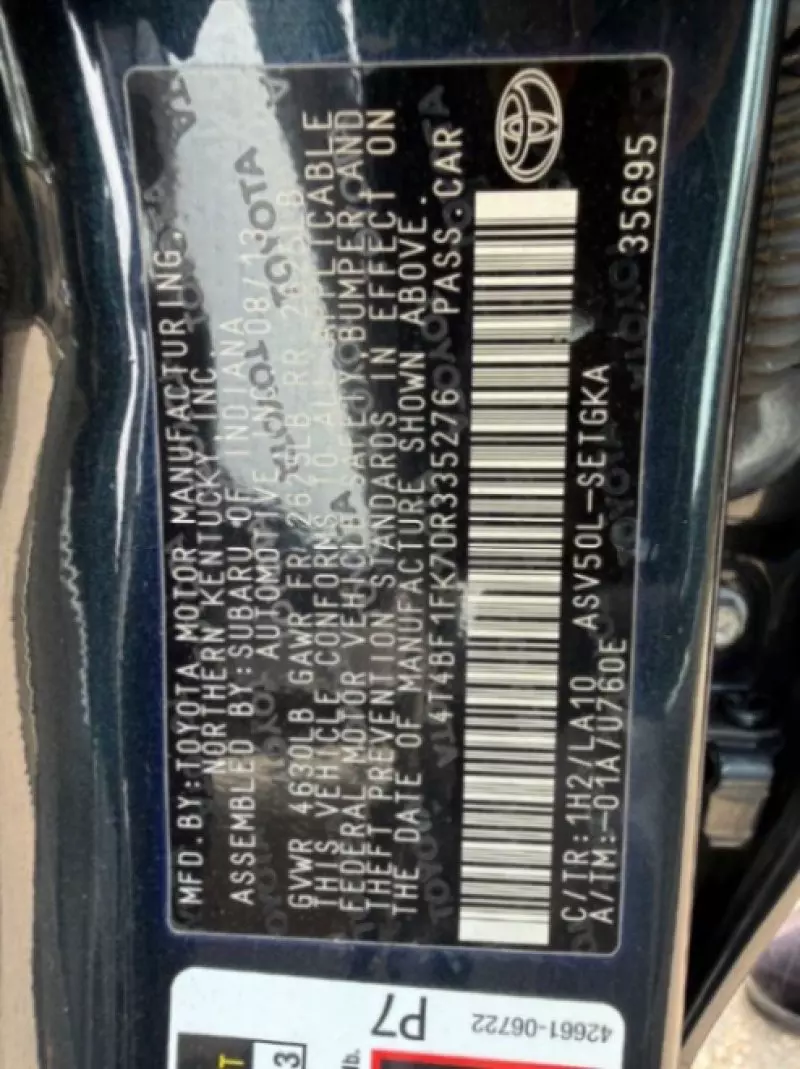 MFD.BY:TOYOTA MOTOR MANUFACTURING.
NORTHERN KENTUCKY,INC.
ASSEMBLED BY:SUBARU OF INDIANA
AUTOMOTIVE INC 08/13
GVWR 4630LB GAWR FR 2625LB RR
THIS VEHICLE CONFORMS TO ALL APPLICABLE
FEDERAL MOTOR VEHICLE SAFETY,BUMPER AND
THEFT PREVENTION STANDARDS IN EFFECT ON
THE DATE OF MANUFACTURE SHOWN ABOVE.
4T4BF1FK7DR335276 PASS.CAR
C/TR:1H2/LA10 ASV50L-SETGKA
A/TM:-01A/U760E 35695
P7
42661-06722
T
3
lb.